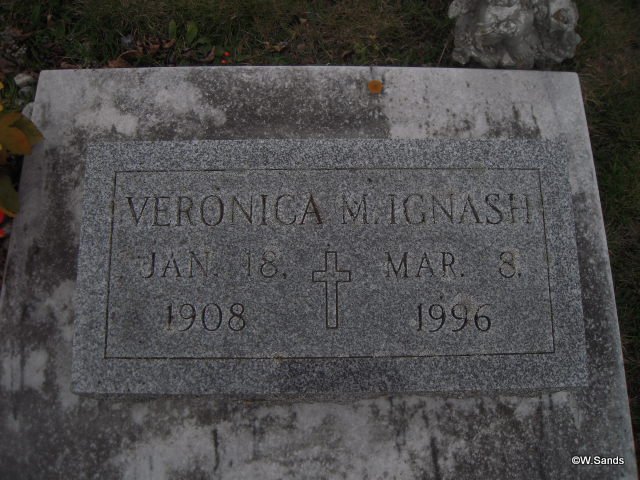 VERONICA M. IGNASH
JAN. 18, MAR. 8,
1908 1996
©W.Sands